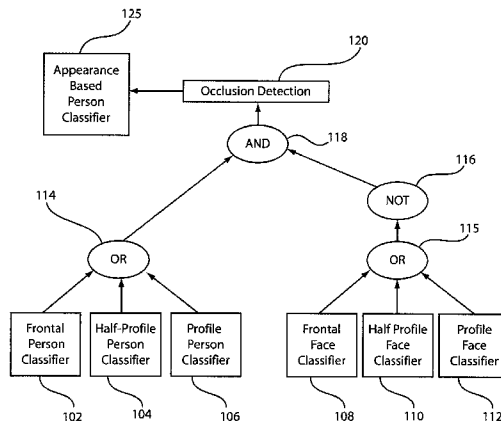 125
120
Appearance
Based
Person
Classifier
Occlusion Detection
AND
118
116
114
NOT
115
OR
OR
Frontal
Person
Classifier
Half-Profile
Person
Classifier
Profile
Person
Classifier
Frontal
Face
Classifier
Half Profile
Face
Classifier
Profile
Face
Classifier
102
104
106
108
110
112